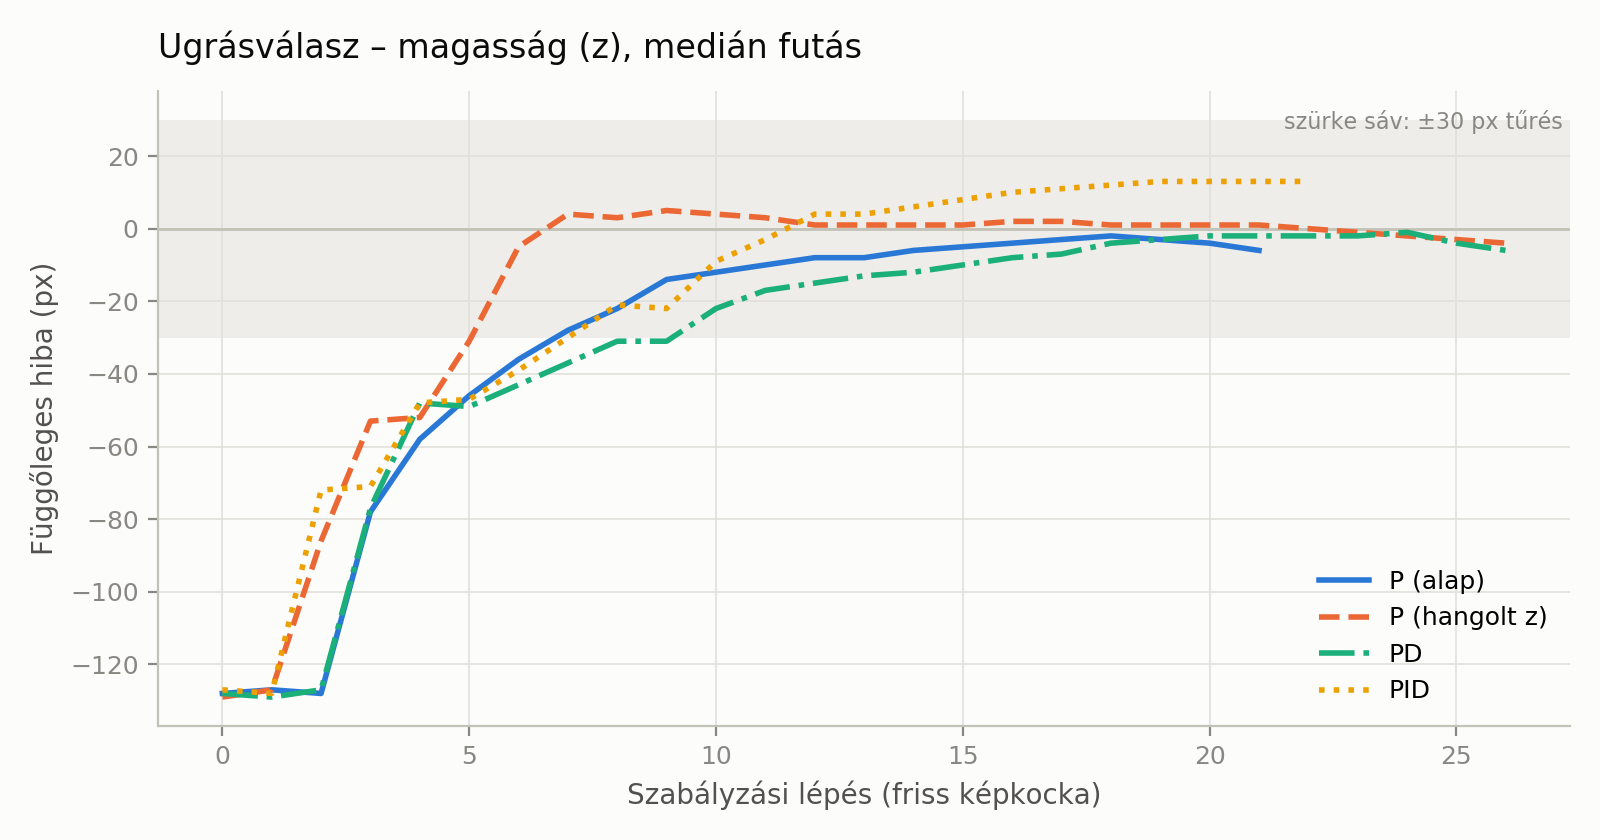 Ugrásválasz – magasság (z), medián futás
szürke sáv: ±30 px tűrés
20
0
−20
−40
−60
−80
−100
−120
Függőleges hiba (px)
P (alap)
P (hangolt z)
PD
PID
0 5 10 15 20 25
Szabályzási lépés (friss képkocka)